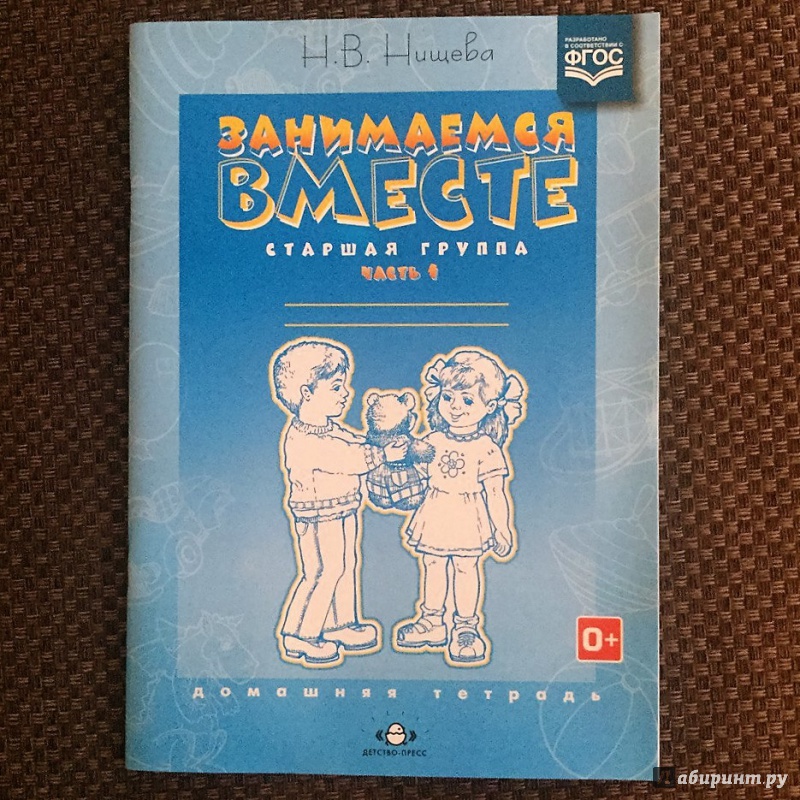 Н.В. Нищева
РАЗРАБОТАНО
В СООТВЕТСТВИИ С
ФГОС
ЗАНИМАЕМСЯ
ВМЕСТЕ
СТАРШАЯ ГРУППА
ЧАСТЬ 1
0+
домашняя тетрадь
ДЕТСТВО-ПРЕСС
Лабиринт.ру